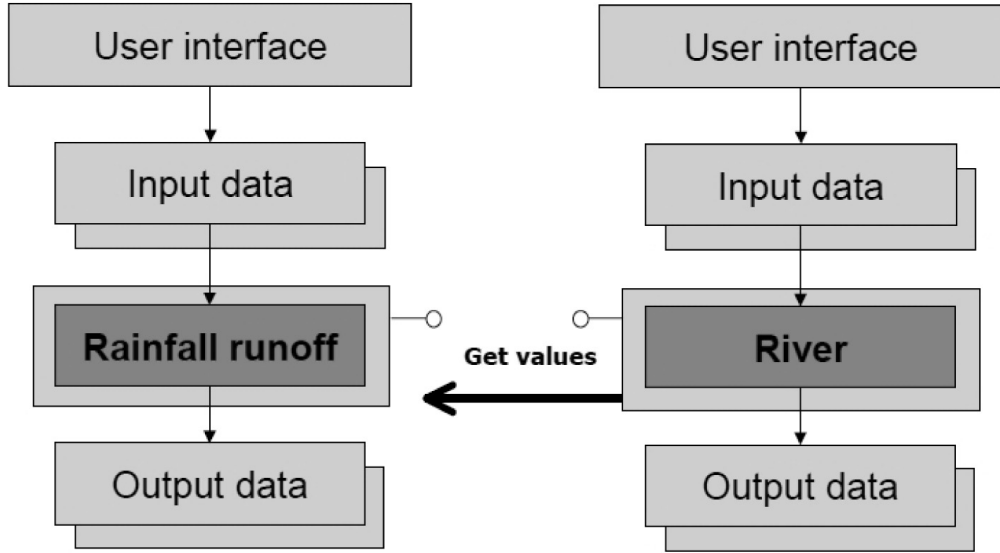 User interface
Input data
Rainfall runoff
Output data
Get values
User interface
Input data
River
Output data